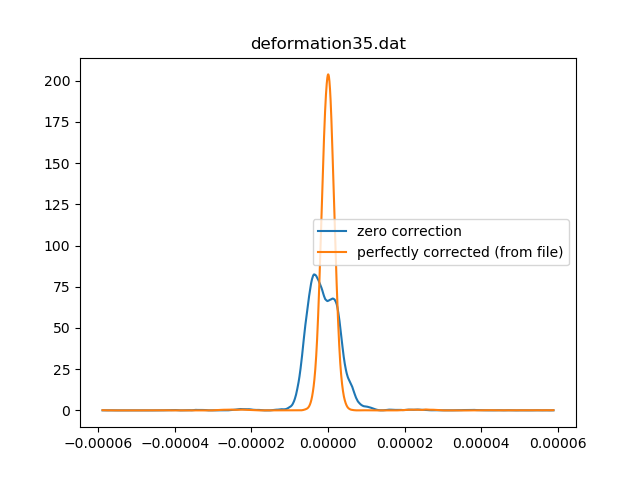 deformation35.dat
200
175
150
125
100
75
50
25
0
zero correction
perfectly corrected (from file)
−0.00006 −0.00004 −0.00002 0.00000 0.00002 0.00004 0.00006